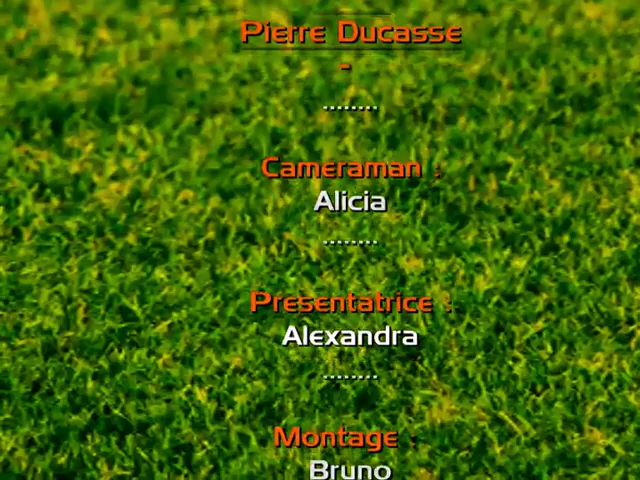 Pierre Ducasse
-
........
Cameraman :
Alicia
........
Presentatrice :
Alexandra
........
Montage :
Bruno